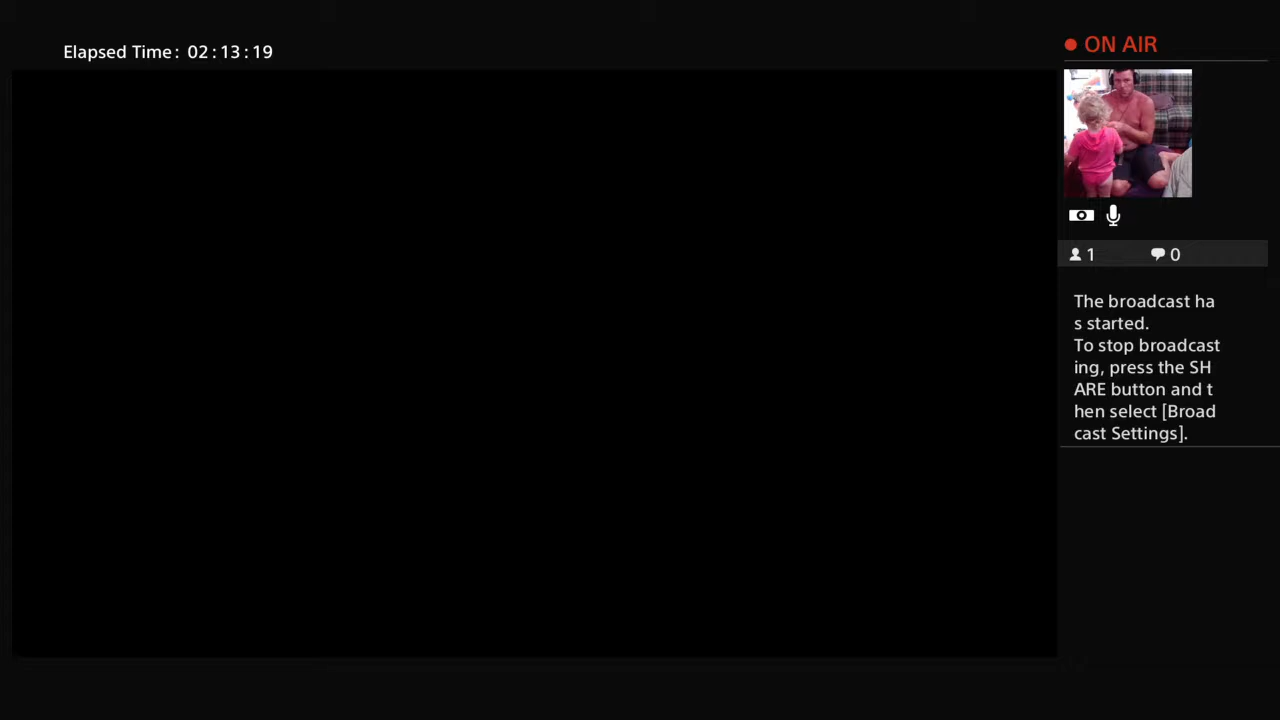 Elapsed Time: 02:13:19
ON AIR
1 0
The broadcast ha
s started.
To stop broadcast
ing, press the SH
ARE button and t
hen select [Broad
cast Settings].